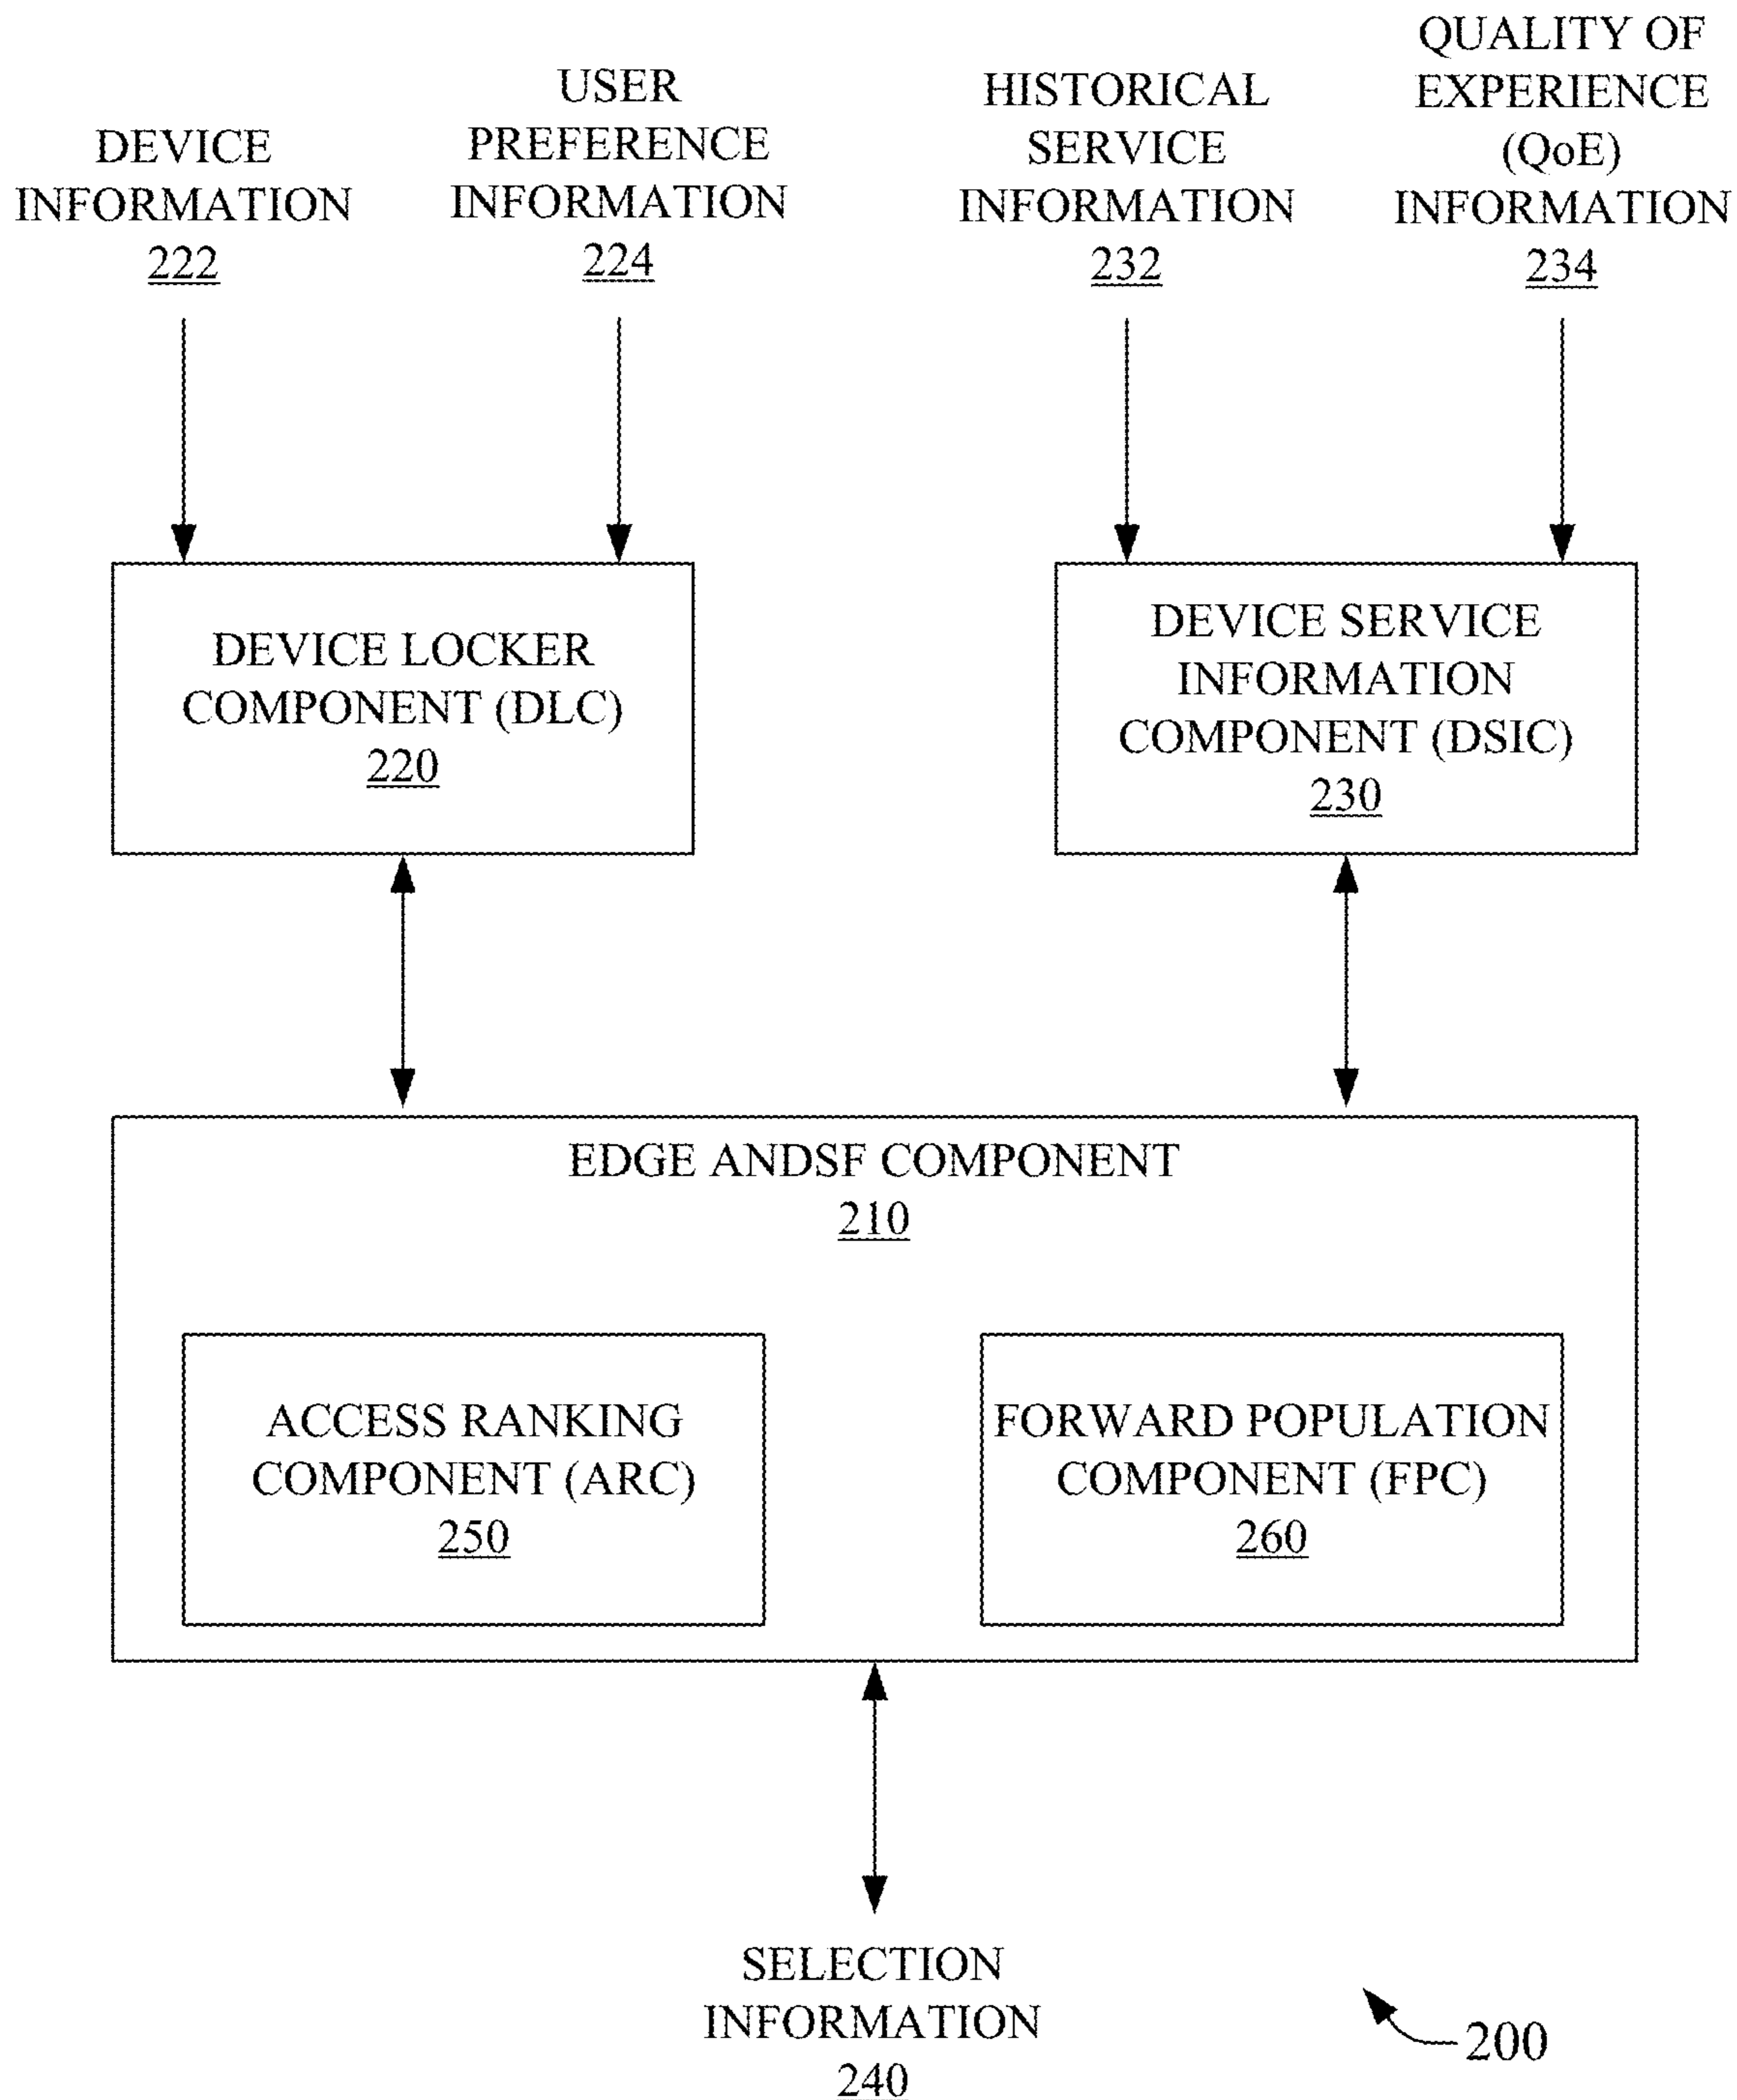 DEVICE
INFORMATION
222
USER
PREFERENCE
INFORMATION
224
HISTORICAL
SERVICE
INFORMATION
232
QUALITY OF
EXPERIENCE
(QoE)
INFORMATION
234
DEVICE LOCKER
COMPONENT (DLC)
220
DEVICE SERVICE
INFORMATION
COMPONENT (DSIC)
230
EDGE ANDSF COMPONENT
210
ACCESS RANKING
COMPONENT (ARC)
250
FORWARD POPULATION
COMPONENT (FPC)
260
SELECTION
INFORMATION
240
200